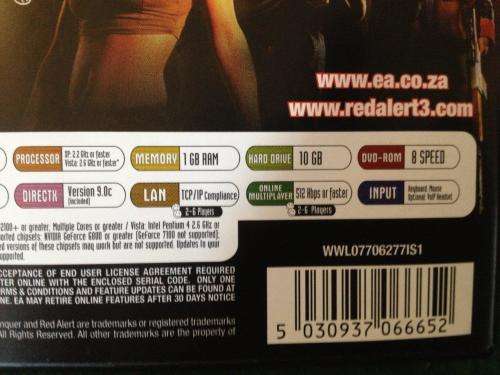 www.ea.co.za
www.redalert3.com
PROCESSOR XP: 2.2 GHz or faster
Vista: 2.6 GHz or faster*
MEMORY 1 GB RAM
HARD DRIVE 10 GB
DVD-ROM 8 SPEED
DIRECTX Version 9.0c
(included)
LAN TCP/IP Compliance
2-6 Players
ONLINE MULTIPLAYER 512 Kbps or faster
2-6 Players
INPUT Keyboard, Mouse
Optional: VoIP Headset
2000+ or greater, Multiple Cores or greater / Vista: Intel Pentium 4 2.6 GHz or
orted chipsets: NVIDIA GeForce 6800 or greater (GeForce 7100 not supported),
d versions of these chipsets may work but are not supported. Updates to your
upported.
WWL07706277IS1
CCEPTANCE OF END USER LICENSE AGREEMENT REQUIRED
STER ONLINE WITH THE ENCLOSED SERIAL CODE. ONLY ONE
RMS & CONDITIONS AND FEATURE UPDATES CAN BE FOUND AT
NE. EA MAY RETIRE ONLINE FEATURES AFTER 30 DAYS NOTICE
nquer and Red Alert are trademarks or registered trademarks
All Rights Reserved. All other trademarks are the property of
5 030937 066652